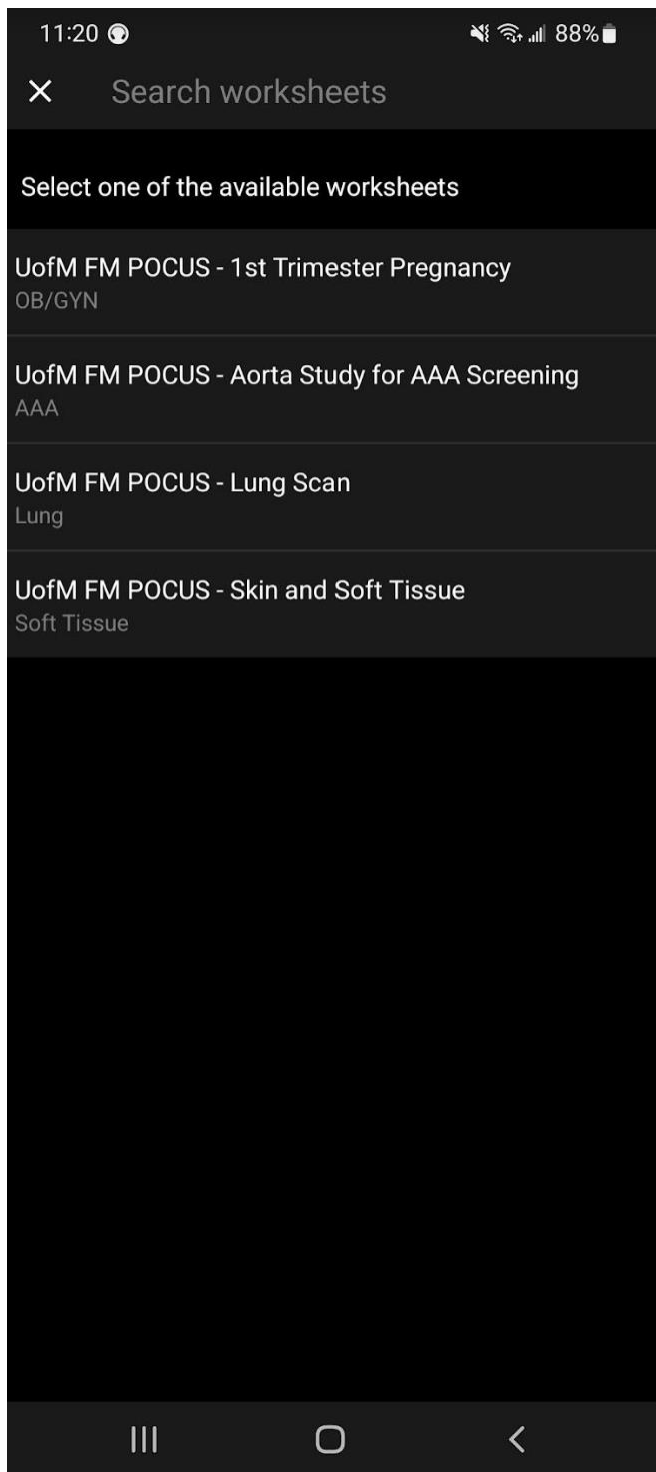 11:20 88%
Search worksheets
Select one of the available worksheets
UofM FM POCUS - 1st Trimester Pregnancy
OB/GYN
UofM FM POCUS - Aorta Study for AAA Screening
AAA
UofM FM POCUS - Lung Scan
Lung
UofM FM POCUS - Skin and Soft Tissue
Soft Tissue